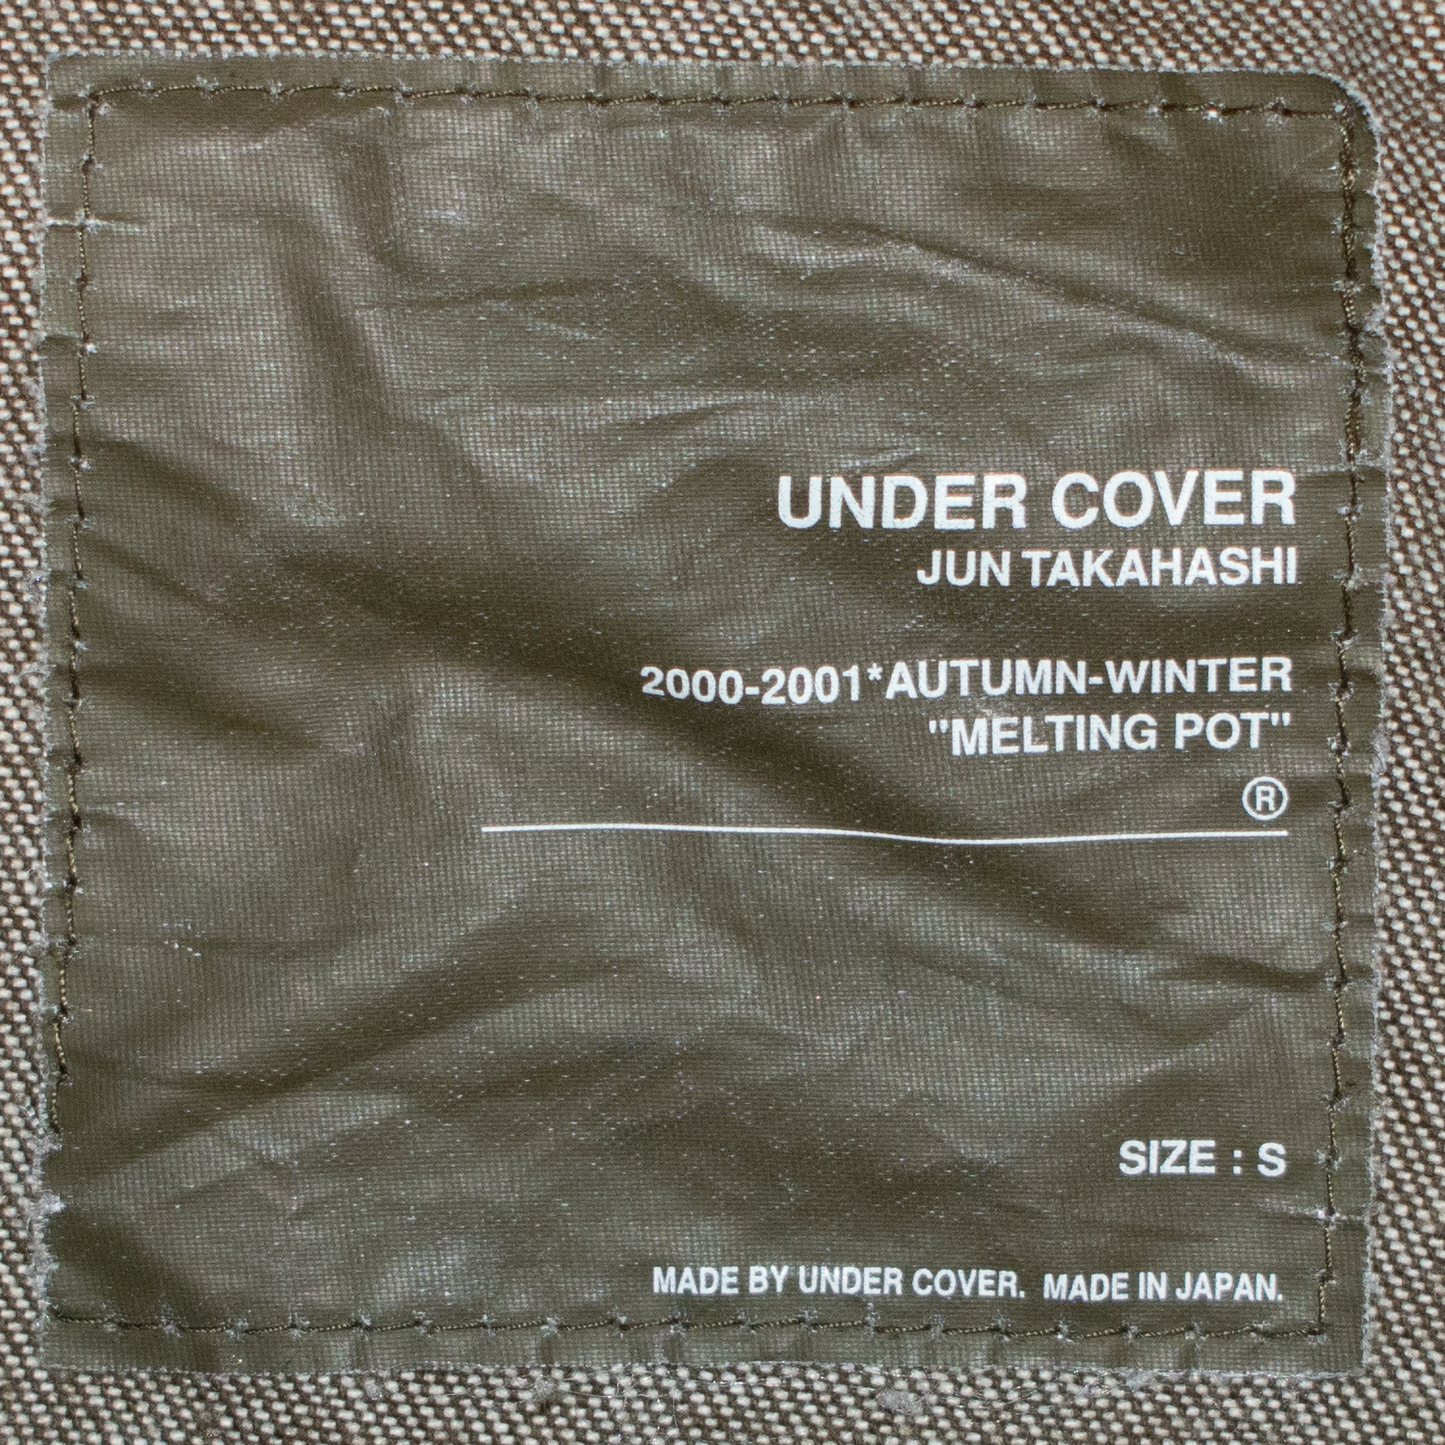 UNDER COVER
JUN TAKAHASHI
2000-2001*AUTUMN-WINTER
"MELTING POT"
®
SIZE : S
MADE BY UNDER COVER. MADE IN JAPAN.